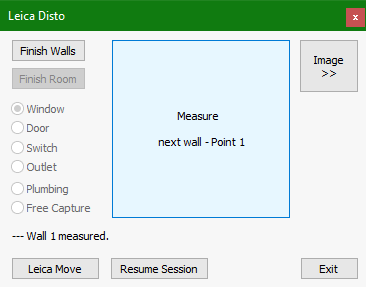 Leica Disto
x
Finish Walls
Finish Room
Window
Door
Switch
Outlet
Plumbing
Free Capture
Measure
next wall - Point 1
Image
>>
--- Wall 1 measured.
Leica Move
Resume Session
Exit